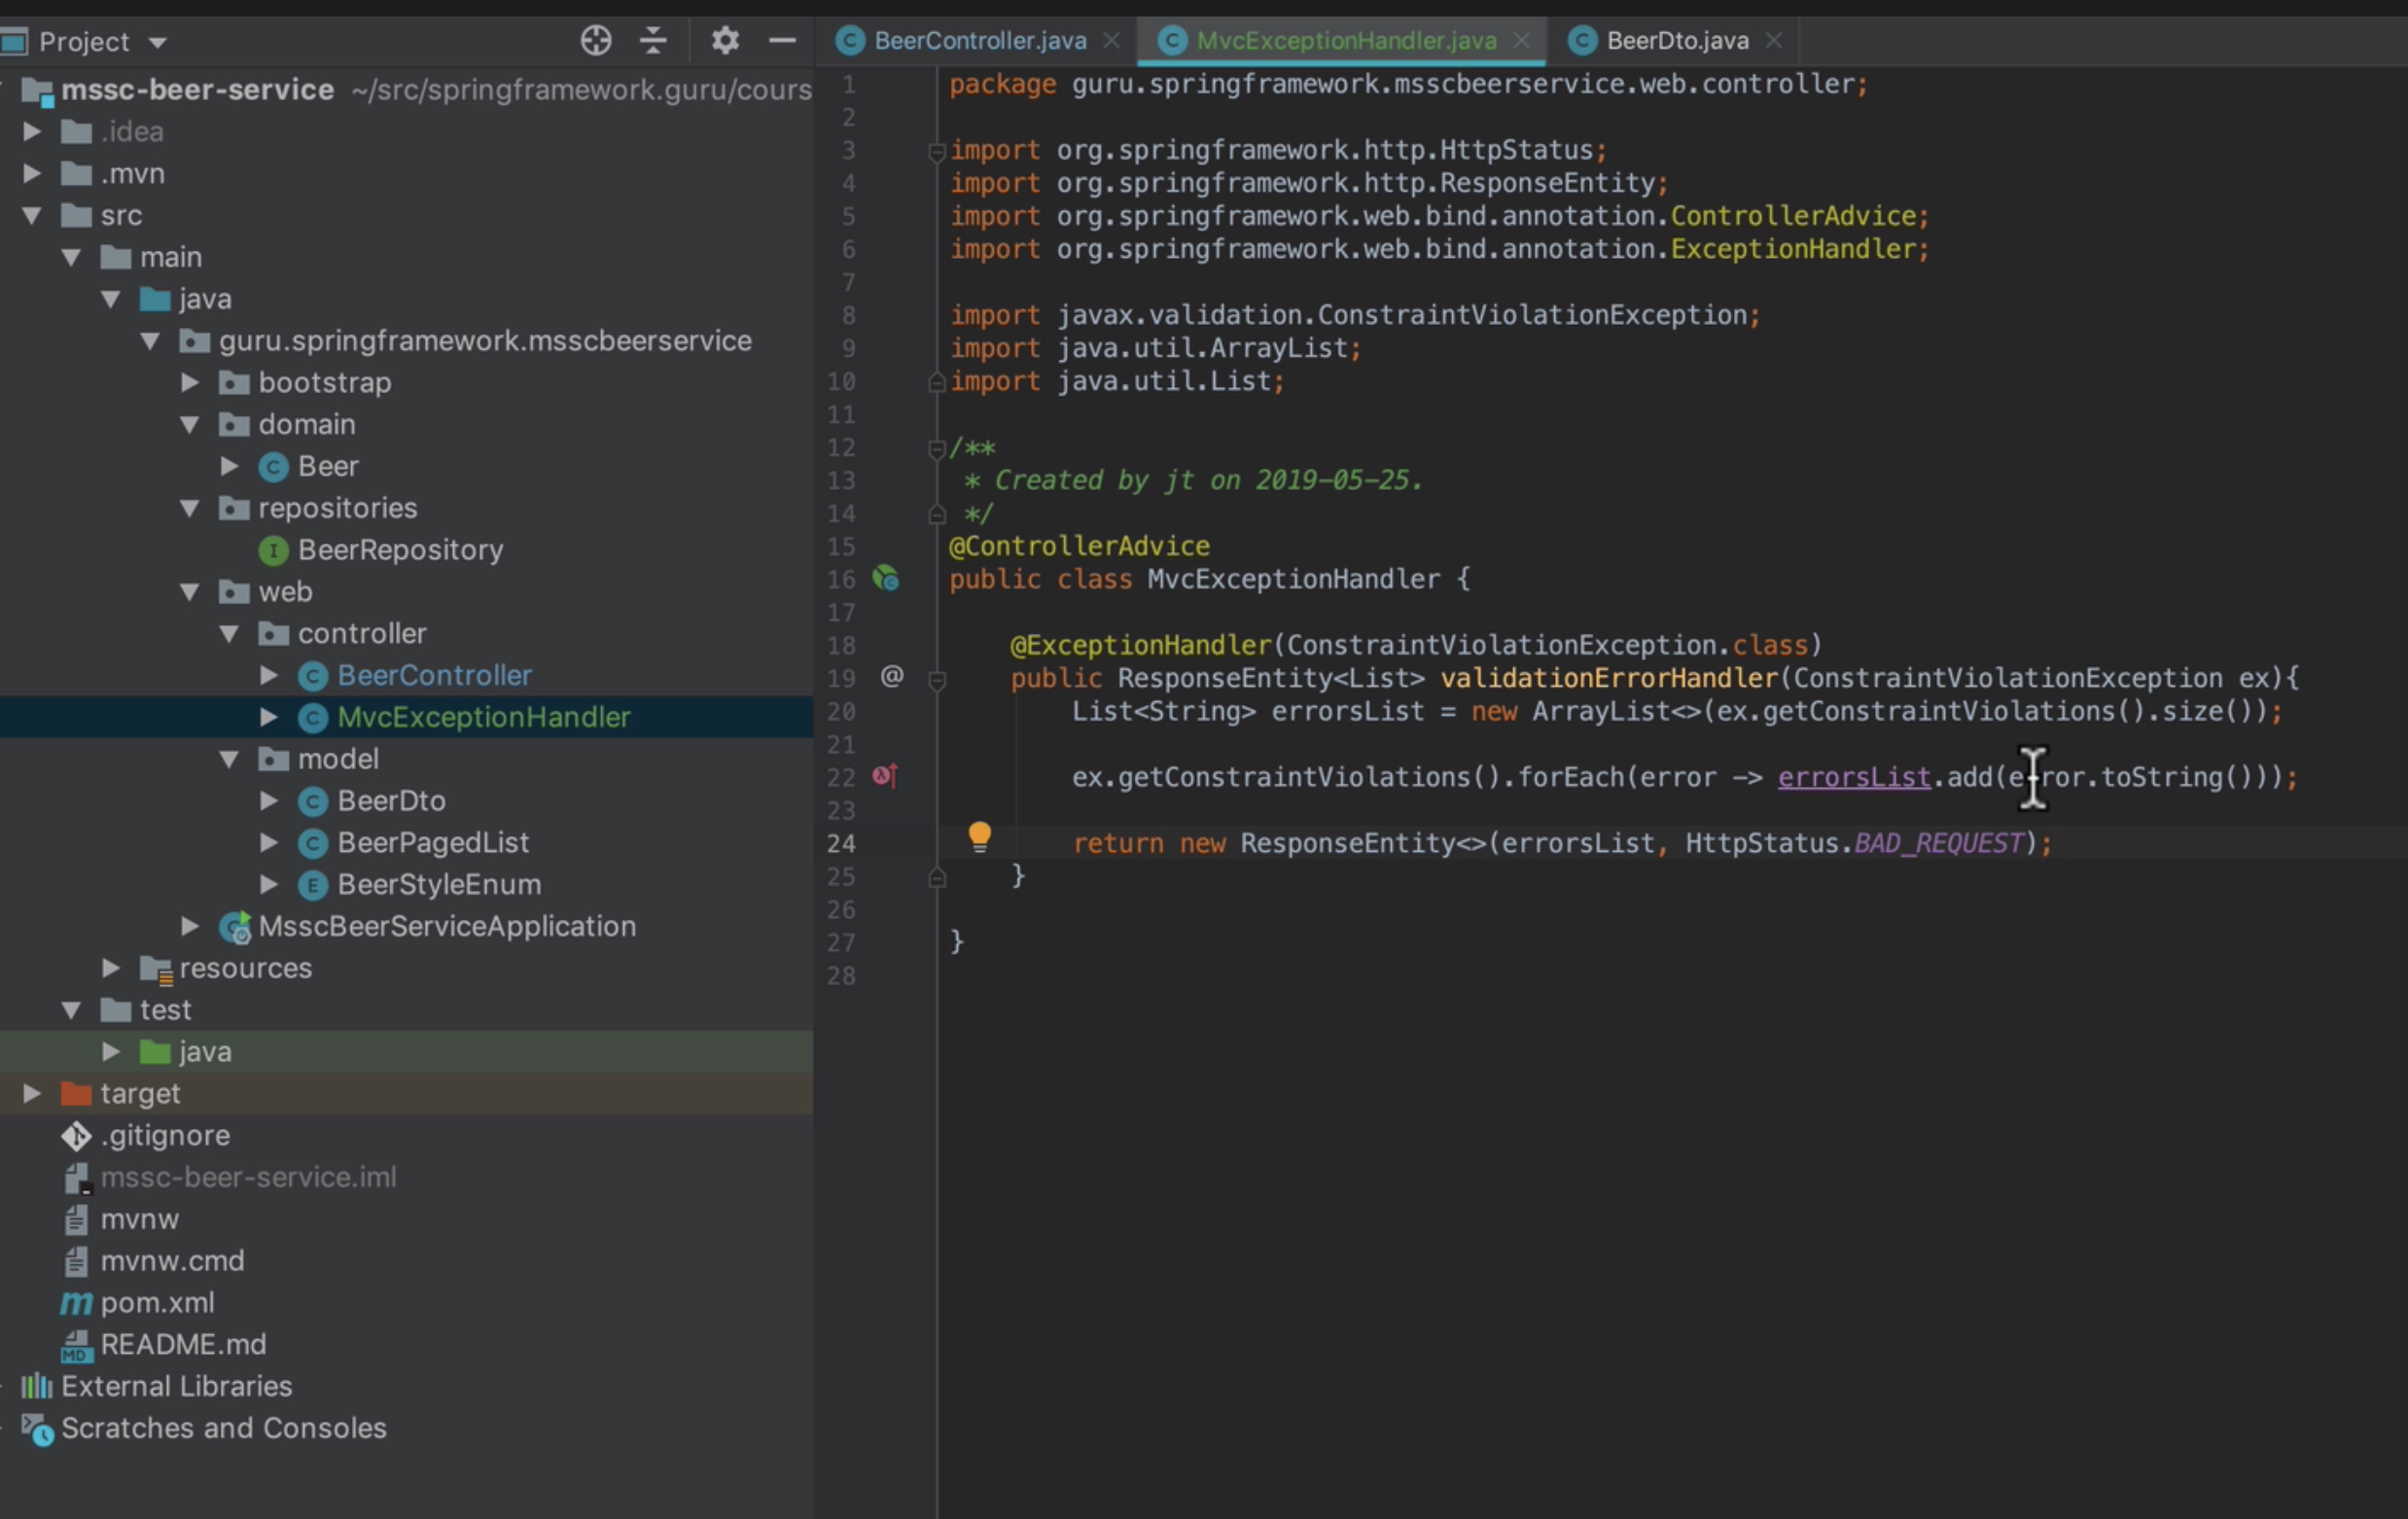 Project
mssc-beer-service ~/src/springframework.guru/cours
.idea
.mvn
src
main
java
guru.springframework.msscbeerservice
bootstrap
domain
Beer
repositories
BeerRepository
web
controller
BeerController
MvcExceptionHandler
model
BeerDto
BeerPagedList
BeerStyleEnum
MsscBeerServiceApplication
resources
test
java
target
.gitignore
mssc-beer-service.iml
mvnw
mvnw.cmd
pom.xml
README.md
External Libraries
Scratches and Consoles
BeerController.java MvcExceptionHandler.java BeerDto.java
1 package guru.springframework.msscbeerservice.web.controller;
2
3 import org.springframework.http.HttpStatus;
4 import org.springframework.http.ResponseEntity;
5 import org.springframework.web.bind.annotation.ControllerAdvice;
6 import org.springframework.web.bind.annotation.ExceptionHandler;
7
8 import javax.validation.ConstraintViolationException;
9 import java.util.ArrayList;
10 import java.util.List;
11
12 /**
13 * Created by jt on 2019-05-25.
14 */
15 @ControllerAdvice
16 public class MvcExceptionHandler {
17
18 @ExceptionHandler(ConstraintViolationException.class)
19 public ResponseEntity<List> validationErrorHandler(ConstraintViolationException ex){
20 List<String> errorsList = new ArrayList<>(ex.getConstraintViolations().size());
21
22 ex.getConstraintViolations().forEach(error -> errorsList.add(error.toString()));
23
24 return new ResponseEntity<>(errorsList, HttpStatus.BAD_REQUEST);
25 }
26
27 }
28